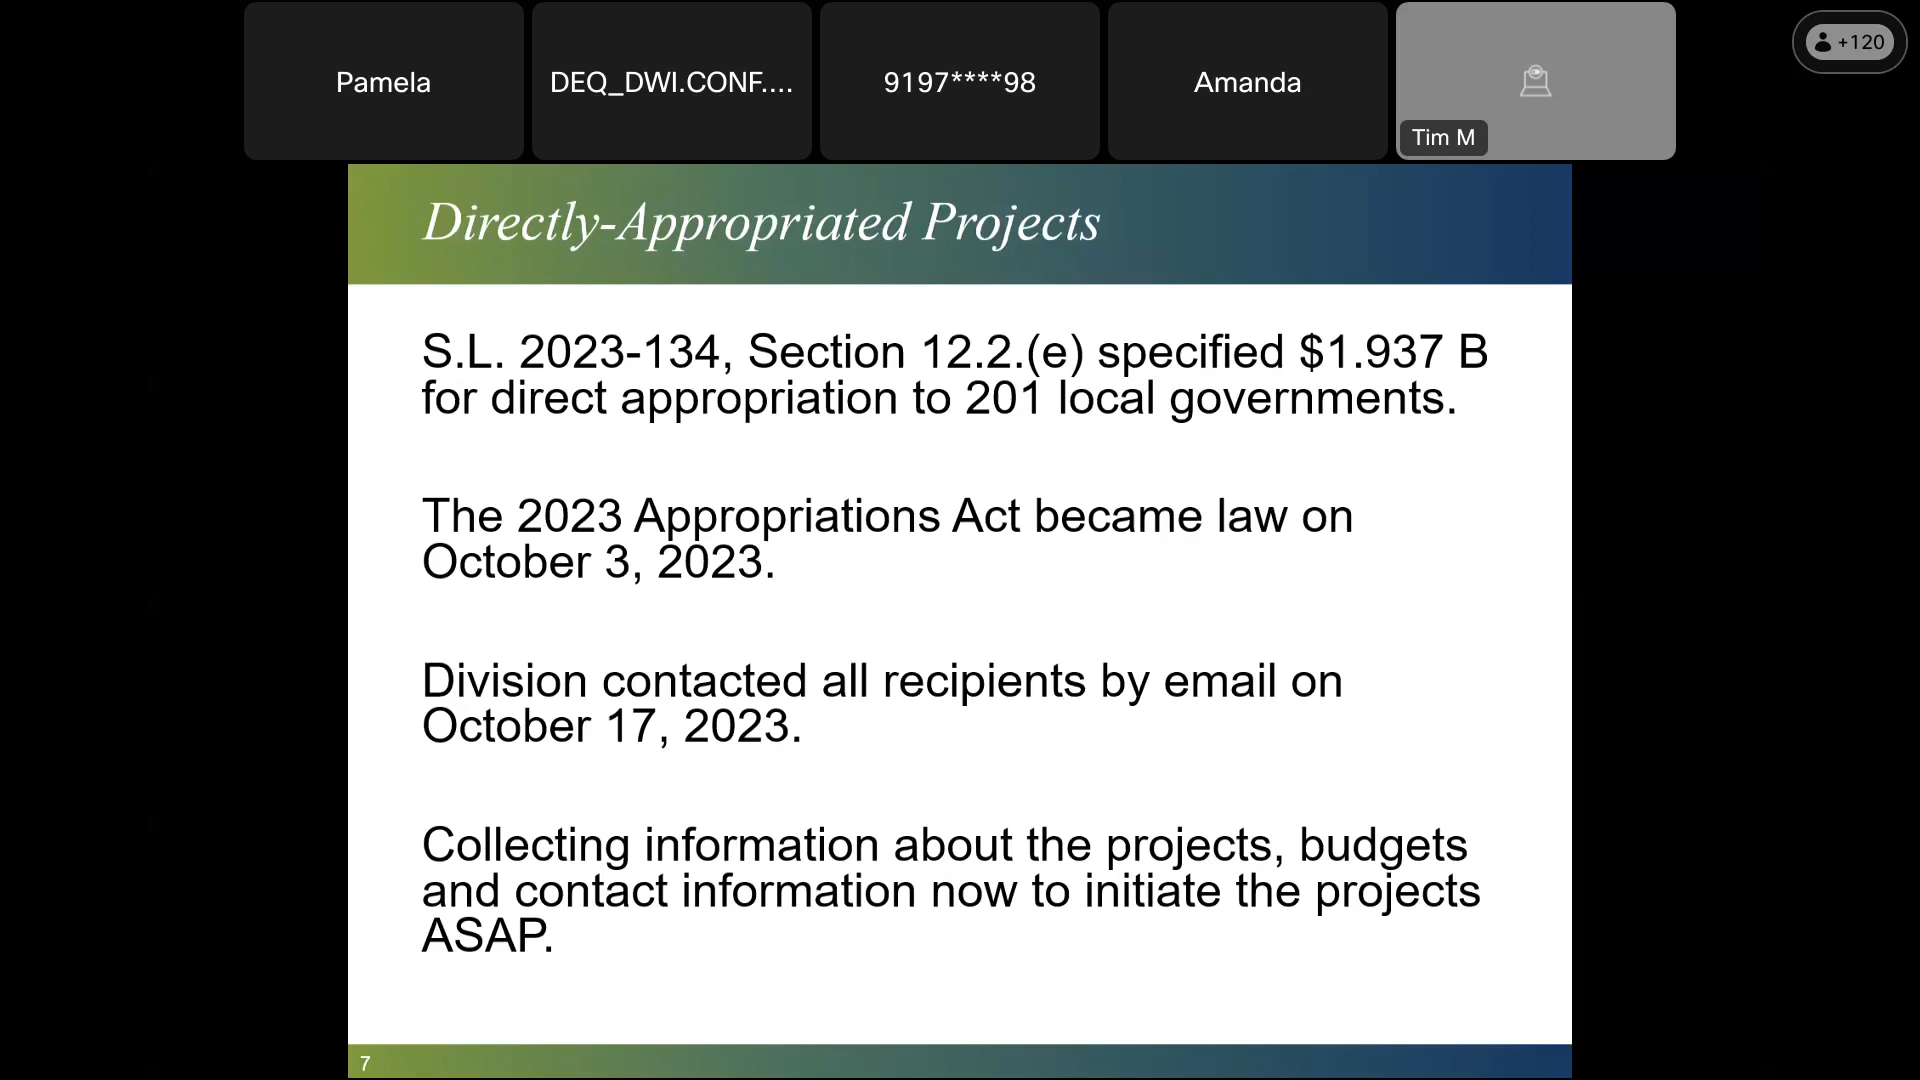 Pamela
DEQ_DWI.CONF....
9197****98
Amanda
Tim M
+120
Directly-Appropriated Projects
S.L. 2023-134, Section 12.2.(e) specified $1.937 B
for direct appropriation to 201 local governments.
The 2023 Appropriations Act became law on
October 3, 2023.
Division contacted all recipients by email on
October 17, 2023.
Collecting information about the projects, budgets
and contact information now to initiate the projects
ASAP.
7